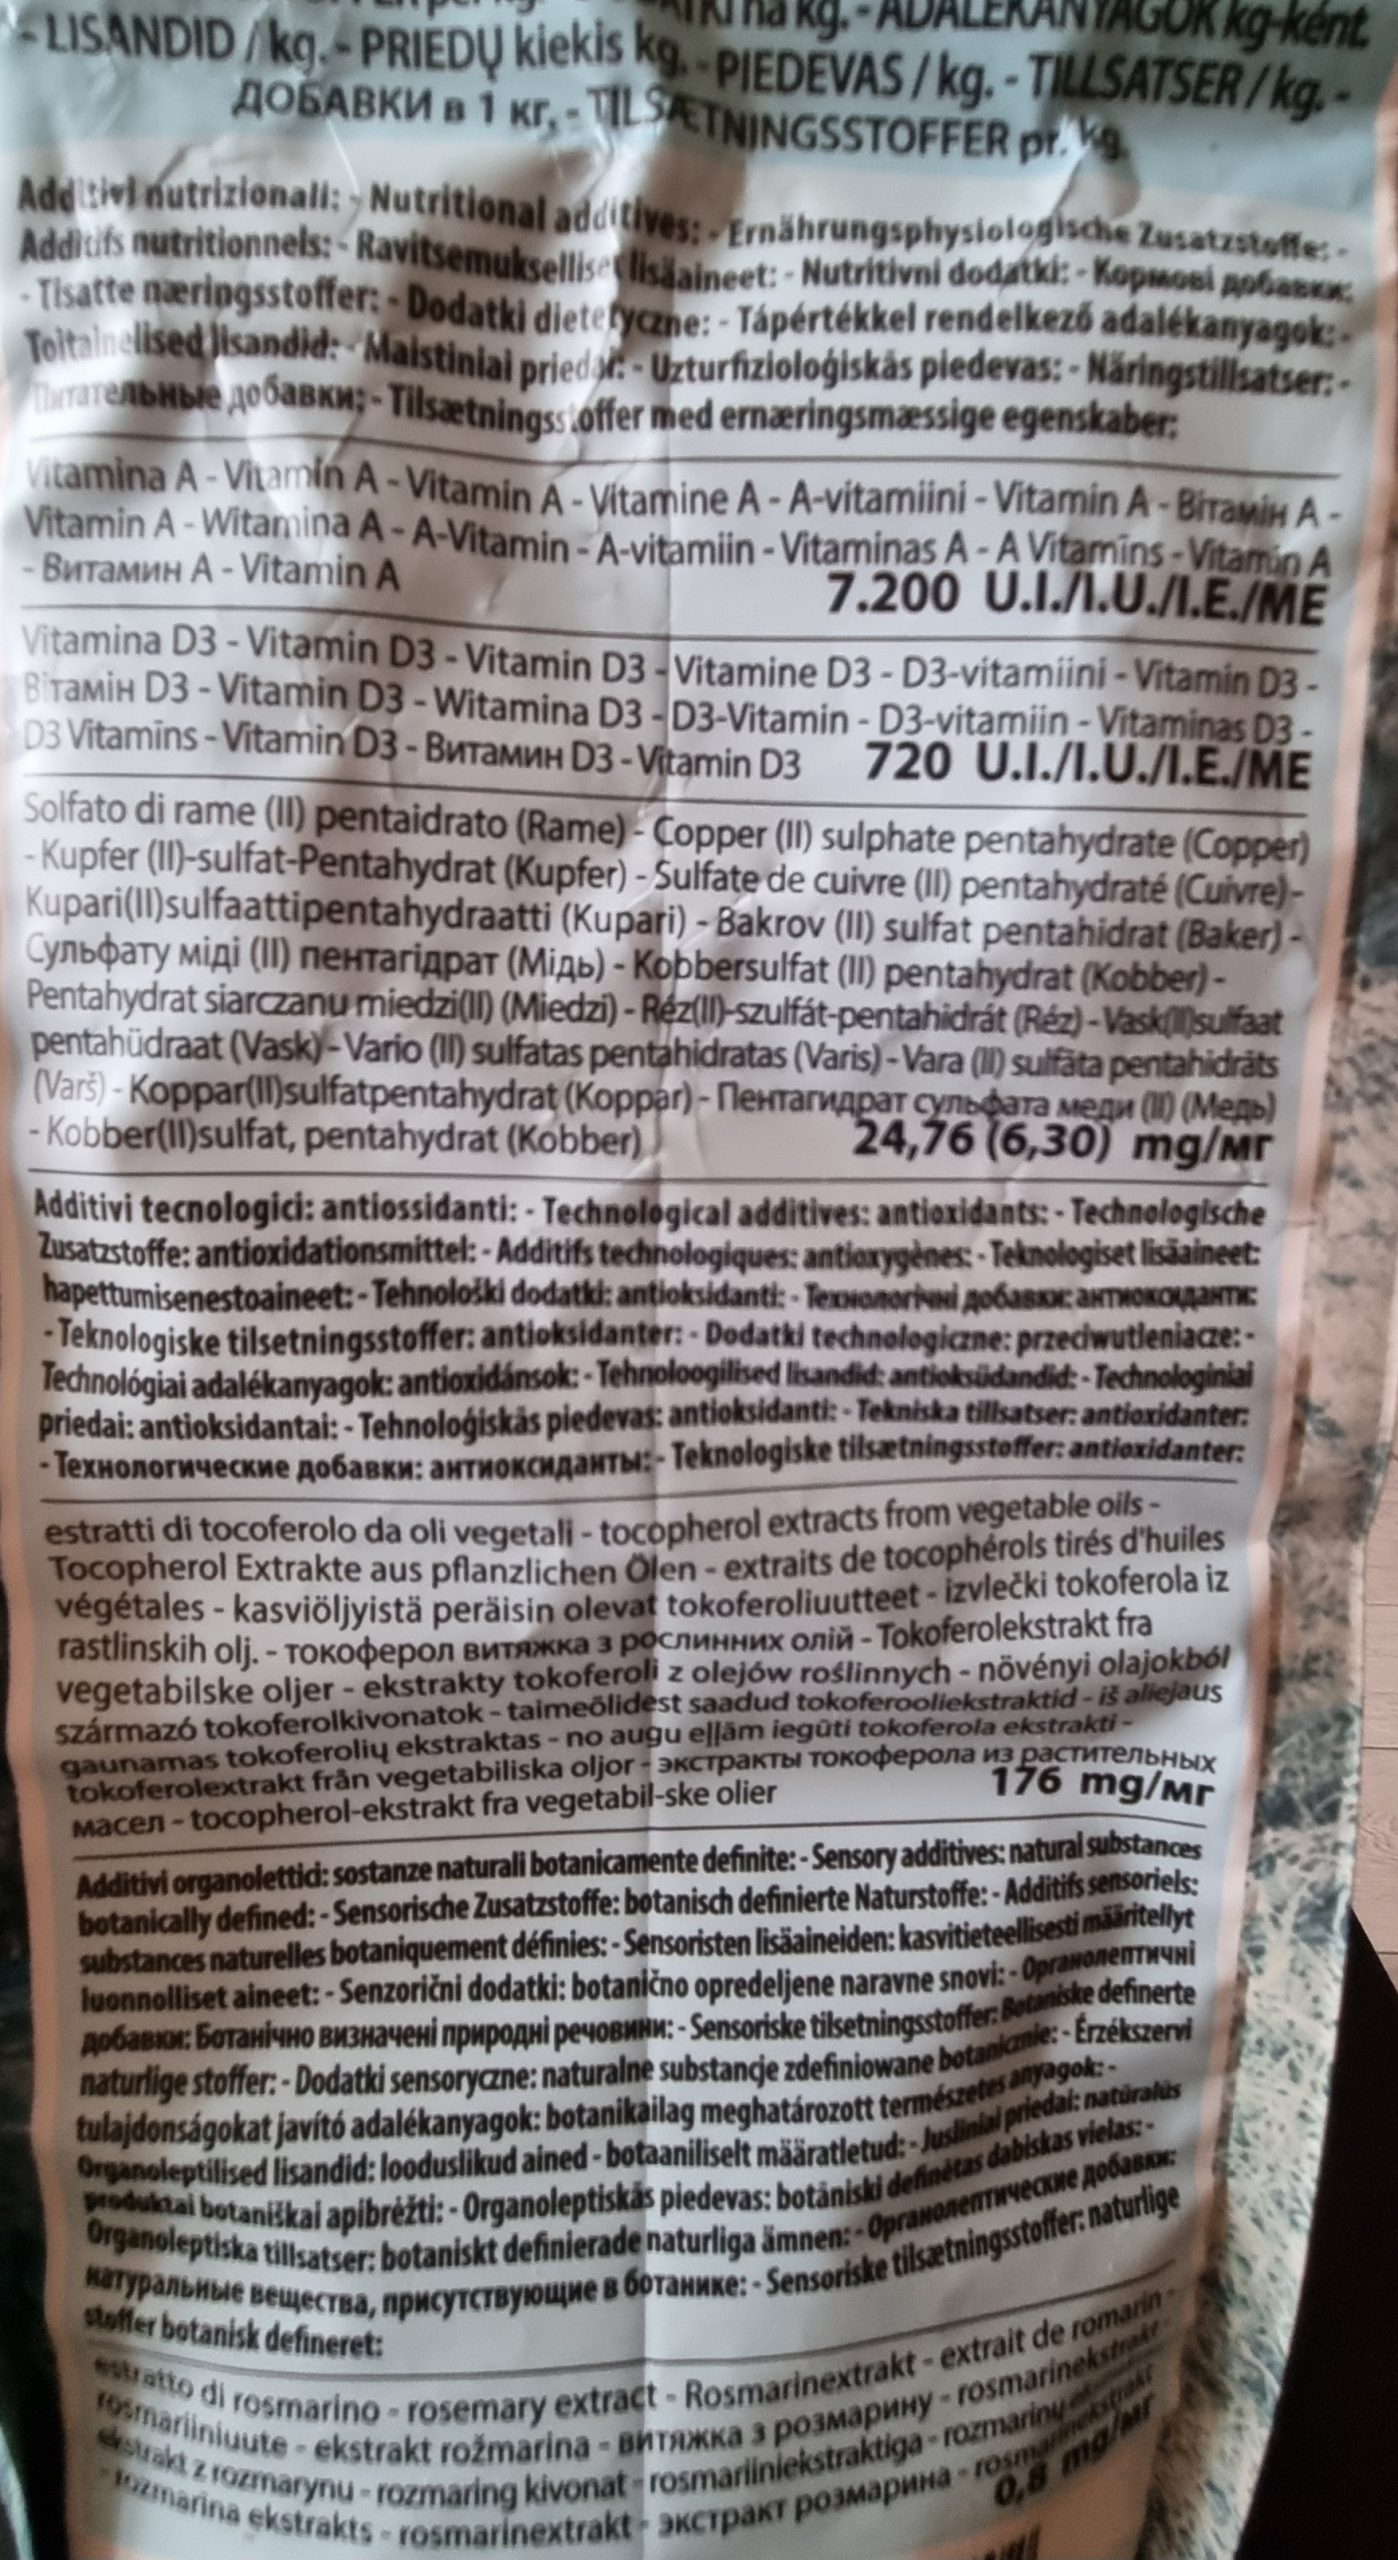 na kg. - ADALÉKANYAGOK kg-ként.
- LISANDID / kg. - PRIEDŲ kiekis kg. - PIEDEVAS / kg. - TILLSATSER / kg. -
ДОБАВКИ в 1 кг. - TILSÆTNINGSSTOFFER pr. kg.
Additivi nutrizionali: - Nutritional additives: - Ernährungsphysiologische Zusatzstoffe: -
Additifs nutritionnels: - Ravitsemukselliset lisäaineet: - Nutritivni dodatki: - Кормові добавки:
- Tisatte næringsstoffer: - Dodatki dietetyczne: - Tápértékkel rendelkező adalékanyagok: -
Toitainelised lisandid: - Maistiniai priedai: - Uzturfizioloģiskās piedevas: - Näringstillsatser: -
Питательные добавки: - Tilsætningsstoffer med ernæringsmæssige egenskaber:
Vitamina A - Vitamin A - Vitamin A - Vitamine A - A-vitamiini - Vitamin A - Вітамін A -
Vitamin A - Witamina A - A-Vitamin - A-vitamiin - Vitaminas A - A Vitamīns - Vitamin A
- Витамин A - Vitamin A 7.200 U.I./I.U./I.E./ME
Vitamina D3 - Vitamin D3 - Vitamin D3 - Vitamine D3 - D3-vitamiini - Vitamin D3 -
Вітамін D3 - Vitamin D3 - Witamina D3 - D3-Vitamin - D3-vitamiin - Vitaminas D3 -
D3 Vitamīns - Vitamin D3 - Витамин D3 - Vitamin D3 720 U.I./I.U./I.E./ME
Solfato di rame (II) pentaidrato (Rame) - Copper (II) sulphate pentahydrate (Copper)
- Kupfer (II)-sulfat-Pentahydrat (Kupfer) - Sulfate de cuivre (II) pentahydraté (Cuivre) -
Kupari(II)sulfaattipentahydraatti (Kupari) - Bakrov (II) sulfat pentahidrat (Baker) -
Сульфату міді (II) пентагідрат (Мідь) - Kobbersulfat (II) pentahydrat (Kobber) -
Pentahydrat siarczanu miedzi(II) (Miedzi) - Réz(II)-szulfát-pentahidrát (Réz) - Vask(II)sulfaat
pentahüdraat (Vask) - Vario (II) sulfatas pentahidratas (Varis) - Vara (II) sulfāta pentahidrāts
(Varš) - Koppar(II)sulfatpentahydrat (Koppar) - Пентагидрат сульфата меди (II) (Медь)
- Kobber(II)sulfat, pentahydrat (Kobber) 24,76 (6,30) mg/мг
Additivi tecnologici: antiossidanti: - Technological additives: antioxidants: - Technologische
Zusatzstoffe: antioxidationsmittel: - Additifs technologiques: antioxygènes: - Teknologiset lisäaineet:
hapettumisenestoaineet: - Tehnološki dodatki: antioksidanti: - Технологічні добавки: антиоксиданти:
- Teknologiske tilsetningsstoffer: antioksidanter: - Dodatki technologiczne: przeciwutleniacze: -
Technológiai adalékanyagok: antioxidánsok: - Tehnoloogilised lisandid: antioksüdandid: - Technologiniai
priedai: antioksidantai: - Tehnoloģiskās piedevas: antioksidanti: - Tekniska tillsatser: antioxidanter:
- Технологические добавки: антиоксиданты: - Teknologiske tilsætningsstoffer: antioxidanter:
estratti di tocoferolo da oli vegetali - tocopherol extracts from vegetable oils -
Tocopherol Extrakte aus pflanzlichen Ölen - extraits de tocophérols tirés d'huiles
végétales - kasviöljyistä peräisin olevat tokoferoliuutteet - izvlečki tokoferola iz
rastlinskih olj. - токоферол витяжка з рослинних олій - Tokoferolekstrakt fra
vegetabilske oljer - ekstrakty tokoferoli z olejów roślinnych - növényi olajokból
származó tokoferolkivonatok - taimeõlidest saadud tokoferooliekstraktid - iš aliejaus
gaunamas tokoferolių ekstraktas - no augu eļļām iegūti tokoferola ekstrakti -
tokoferolextrakt från vegetabiliska oljor - экстракты токоферола из растительных
масел - tocopherol-ekstrakt fra vegetabil-ske olier 176 mg/мг
Additivi organolettici: sostanze naturali botanicamente definite: - Sensory additives: natural substances
botanically defined: - Sensorische Zusatzstoffe: botanisch definierte Naturstoffe: - Additifs sensoriels:
substances naturelles botaniquement définies: - Sensoristen lisäaineiden: kasvitieteellisesti määritellyt
luonnolliset aineet: - Senzorični dodatki: botanično opredeljene naravne snovi: - Органолептичні
добавки: Ботанічно визначені природні речовини: - Sensoriske tilsetningsstoffer: Botaniske definerte
naturlige stoffer: - Dodatki sensoryczne: naturalne substancje zdefiniowane botanicznie: - Érzékszervi
tulajdonságokat javító adalékanyagok: botanikailag meghatározott természetes anyagok: -
Organoleptilised lisandid: looduslikud ained - botaaniliselt määratletud: - Jusliniai priedai: natūralūs
produktai botaniškai apibrėžti: - Organoleptiskās piedevas: botāniski definētas dabiskas vielas: -
Organoleptiska tillsatser: botaniskt definierade naturliga ämnen: - Органолептические добавки:
натуральные вещества, присутствующие в ботанике: - Sensoriske tilsætningsstoffer: naturlige
stoffer botanisk defineret:
estratto di rosmarino - rosemary extract - Rosmarinextrakt - extrait de romarin -
rosmariiniuute - ekstrakt rožmarina - витяжка з розмарину - rosmarinekstrakt -
ekstrakt z rozmarynu - rozmaring kivonat - rosmariiniekstraktiga - rozmarinų
- rozmarīna ekstrakts - rosmarinextrakt - экстракт розмарина - rosmarinekstrakt
0,8 mg/мг